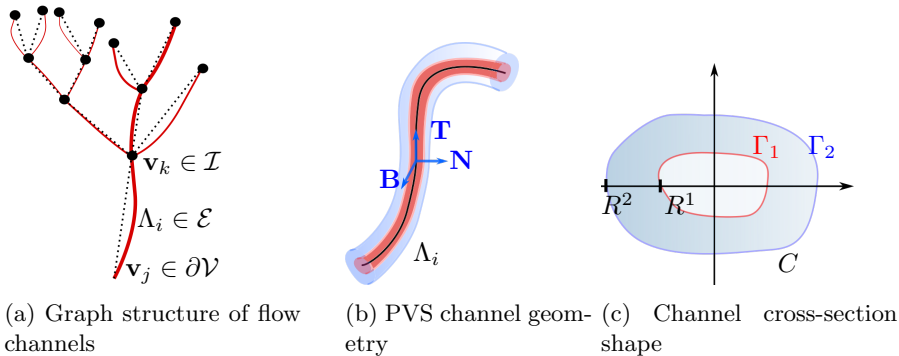 v_k ∈ I
Λ_i ∈ E
v_j ∈ ∂V
T
N
B
Λ_i
Γ_1
Γ_2
R^2
R^1
C
(a) Graph structure of flow
channels
(b) PVS channel geom-
etry
(c) Channel cross-section
shape